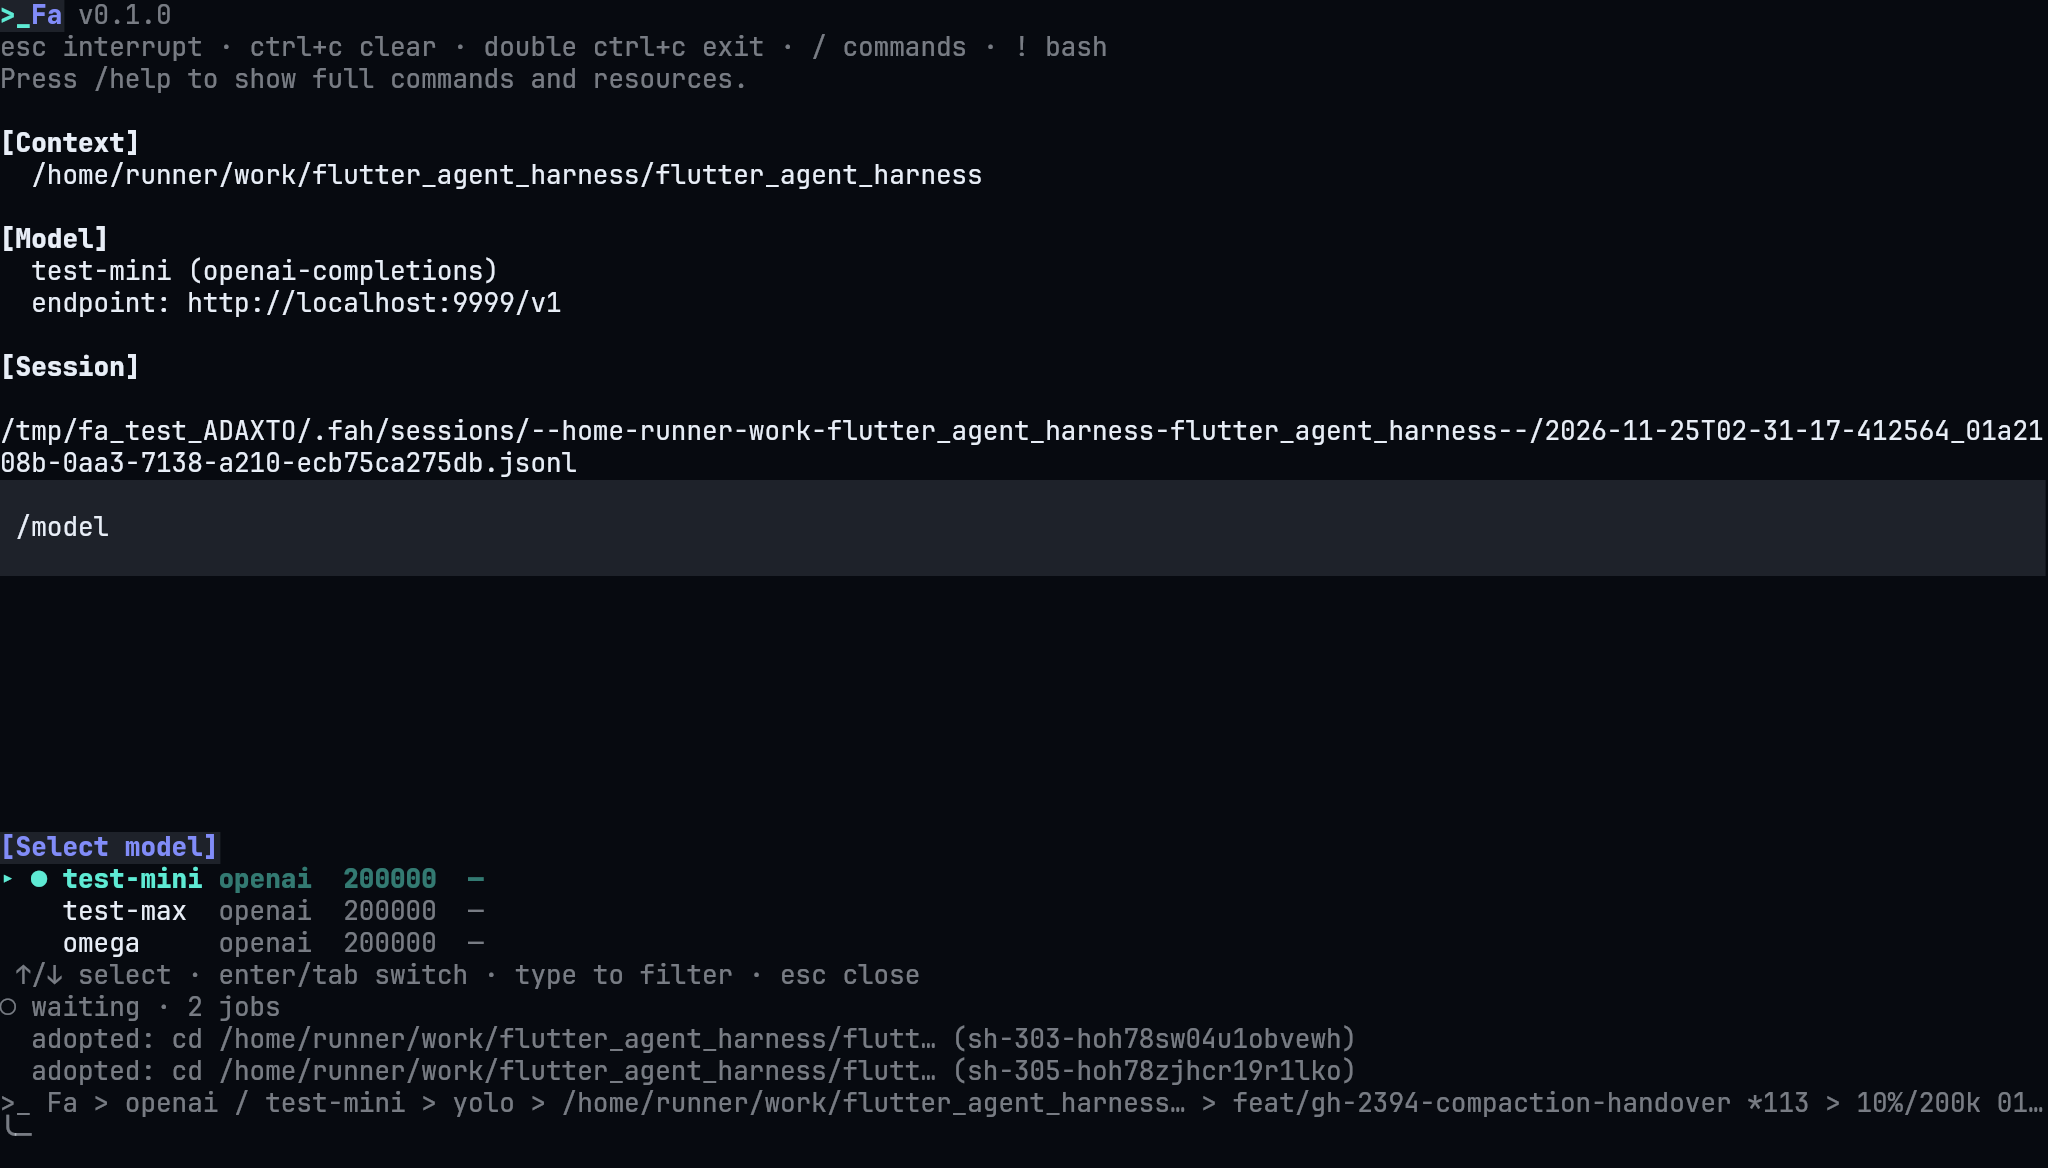 >_Fa v0.1.0
esc interrupt · ctrl+c clear · double ctrl+c exit · / commands · ! bash
Press /help to show full commands and resources.
[Context]
/home/runner/work/flutter_agent_harness/flutter_agent_harness
[Model]
test-mini (openai-completions)
endpoint: http://localhost:9999/v1
[Session]
/tmp/fa_test_ADAXTO/.fah/sessions/--home-runner-work-flutter_agent_harness-flutter_agent_harness--/2026-11-25T02-31-17-412564_01a21
08b-0aa3-7138-a210-ecb75ca275db.jsonl
/model
[Select model]
▸ ● test-mini openai 200000 —
test-max openai 200000 —
omega openai 200000 —
↑/↓ select · enter/tab switch · type to filter · esc close
○ waiting · 2 jobs
adopted: cd /home/runner/work/flutter_agent_harness/flutt… (sh-303-hoh78sw04u1obvewh)
adopted: cd /home/runner/work/flutter_agent_harness/flutt… (sh-305-hoh78zjhcr19r1lko)
>_ Fa > openai / test-mini > yolo > /home/runner/work/flutter_agent_harness… > feat/gh-2394-compaction-handover *113 > 10%/200k 01…